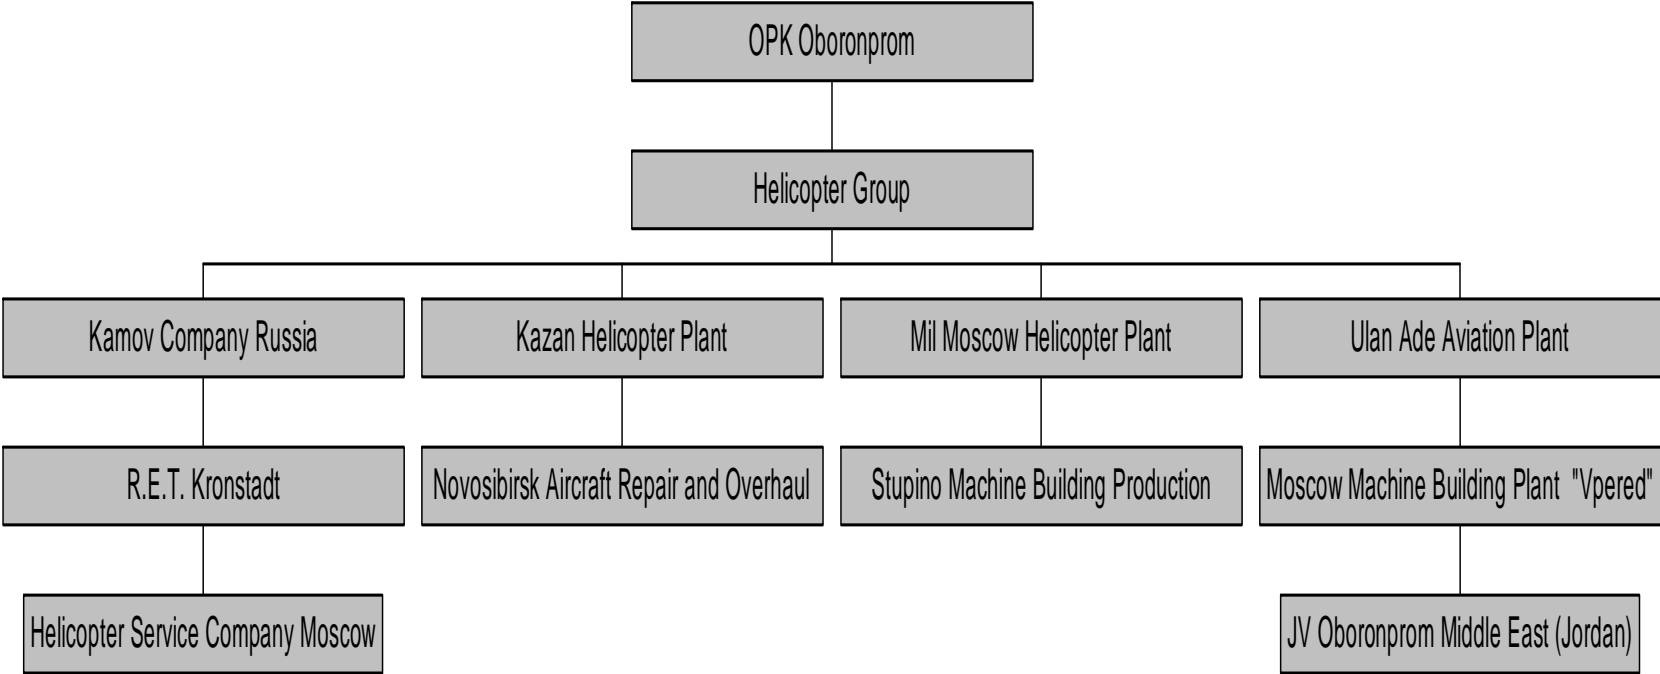 OPK Oboronprom
Helicopter Group
Kamov Company Russia
Kazan Helicopter Plant
Mil Moscow Helicopter Plant
Ulan Ade Aviation Plant
R.E.T. Kronstadt
Novosibirsk Aircraft Repair and Overhaul
Stupino Machine Building Production
Moscow Machine Building Plant "Vpered"
Helicopter Service Company Moscow
JV Oboronprom Middle East (Jordan)